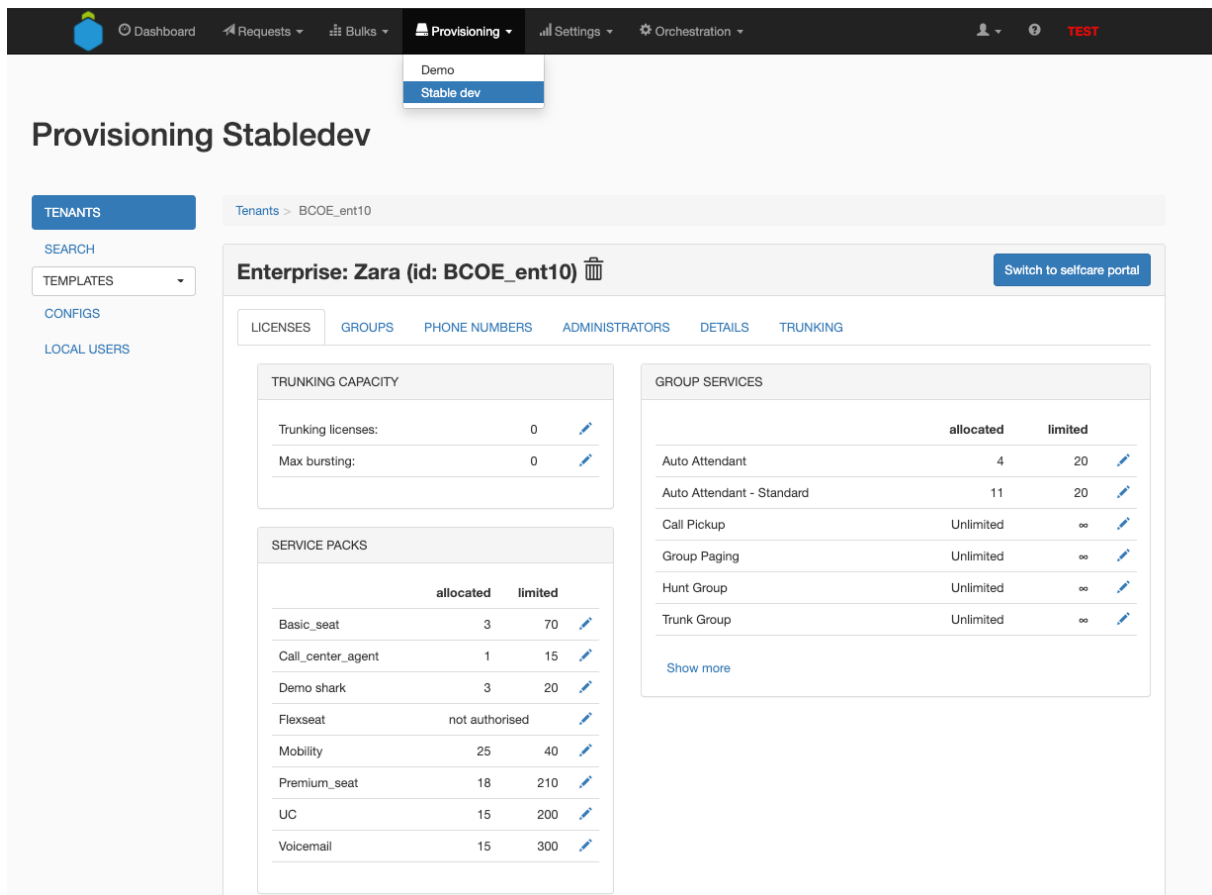 Dashboard Requests Bulks Provisioning Settings Orchestration TEST
Demo
Stable dev
Provisioning Stabledev
TENANTS
SEARCH
TEMPLATES
CONFIGS
LOCAL USERS
Tenants > BCOE_ent10
Enterprise: Zara (id: BCOE_ent10)
Switch to selfcare portal
LICENSES GROUPS PHONE NUMBERS ADMINISTRATORS DETAILS TRUNKING
TRUNKING CAPACITY
Trunking licenses: 0
Max bursting: 0
SERVICE PACKS
allocated limited
Basic_seat 3 70
Call_center_agent 1 15
Demo shark 3 20
Flexseat not authorised
Mobility 25 40
Premium_seat 18 210
UC 15 200
Voicemail 15 300
GROUP SERVICES
allocated limited
Auto Attendant 4 20
Auto Attendant - Standard 11 20
Call Pickup Unlimited ∞
Group Paging Unlimited ∞
Hunt Group Unlimited ∞
Trunk Group Unlimited ∞
Show more